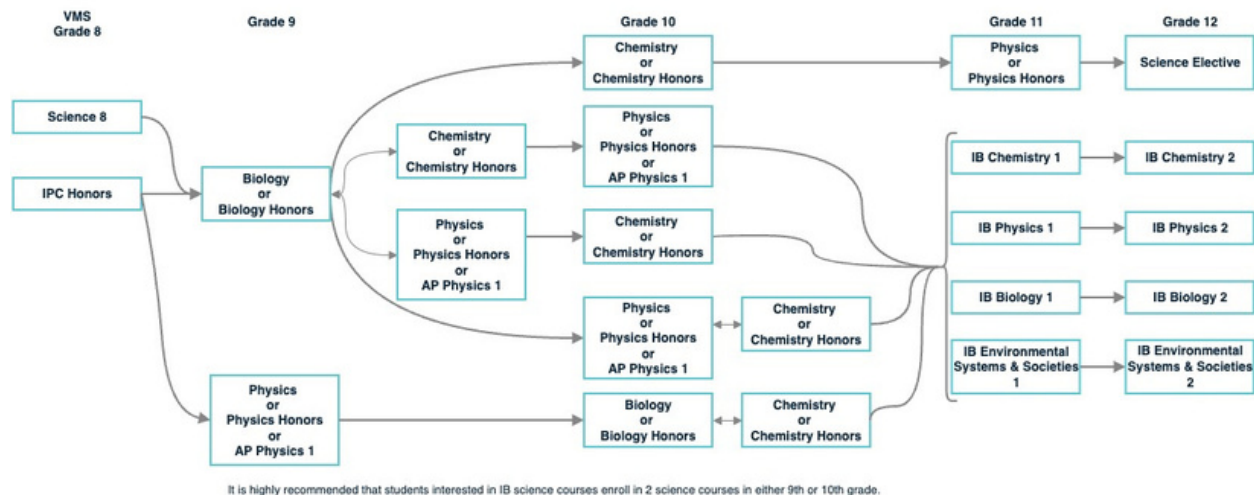 VMS
Grade 8
Grade 9
Grade 10
Grade 11
Grade 12
Chemistry
or
Chemistry Honors
Physics
or
Physics Honors
Science Elective
Science 8
Chemistry
or
Chemistry Honors
Physics
or
Physics Honors
or
AP Physics 1
IB Chemistry 1
IB Chemistry 2
IPC Honors
Biology
or
Biology Honors
Physics
or
Physics Honors
or
AP Physics 1
Chemistry
or
Chemistry Honors
IB Physics 1
IB Physics 2
Physics
or
Physics Honors
or
AP Physics 1
Chemistry
or
Chemistry Honors
IB Biology 1
IB Biology 2
IB Environmental
Systems & Societies
1
IB Environmental
Systems & Societies
2
Physics
or
Physics Honors
or
AP Physics 1
Biology
or
Biology Honors
Chemistry
or
Chemistry Honors
It is highly recommended that students interested in IB science courses enroll in 2 science courses in either 9th or 10th grade.